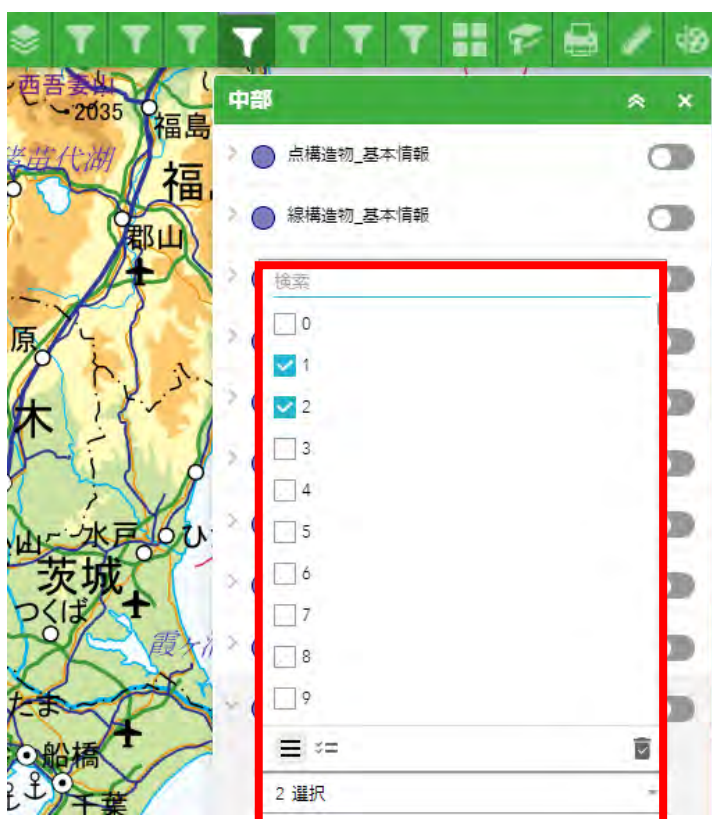 西吾妻山
2035
福島
猪苗代湖
福
郡山
原
木
水戸
ひ
山
茨城
つくば
霞ヶ
たま
船橋
千葉
中部
点構造物_基本情報
線構造物_基本情報
検索
0
1
2
3
4
5
6
7
8
9
2 選択